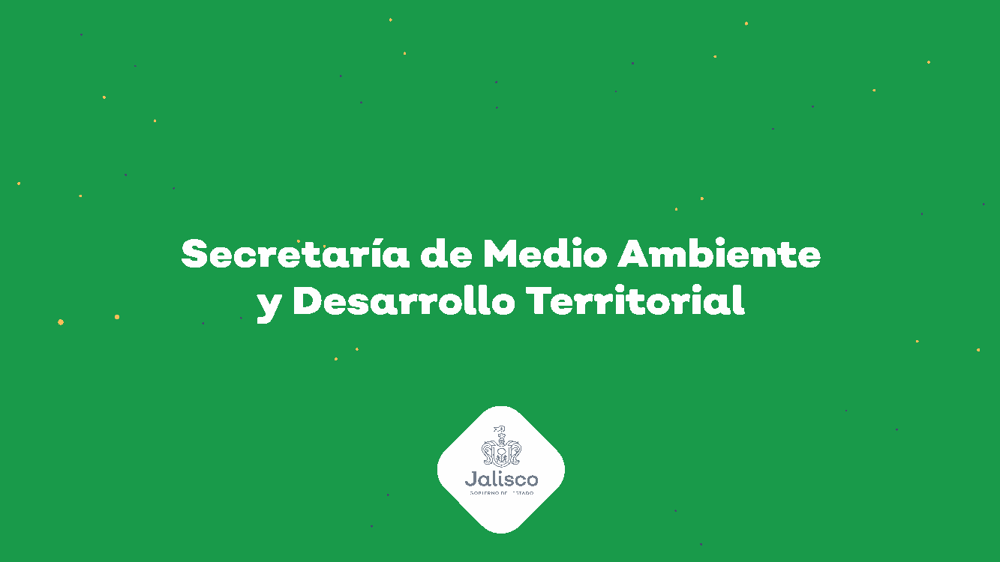 Secretaría de Medio Ambiente
y Desarrollo Territorial
Jalisco
GOBIERNO DEL ESTADO